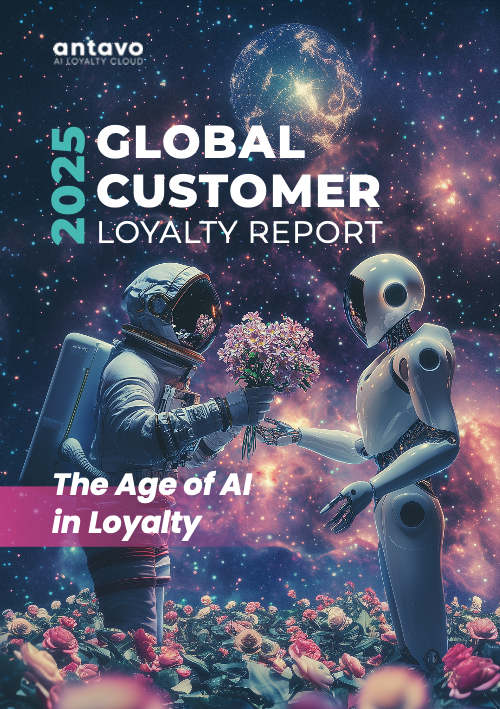 antavo
AI LOYALTY CLOUD
2025
GLOBAL
CUSTOMER
LOYALTY REPORT
The Age of AI
in Loyalty